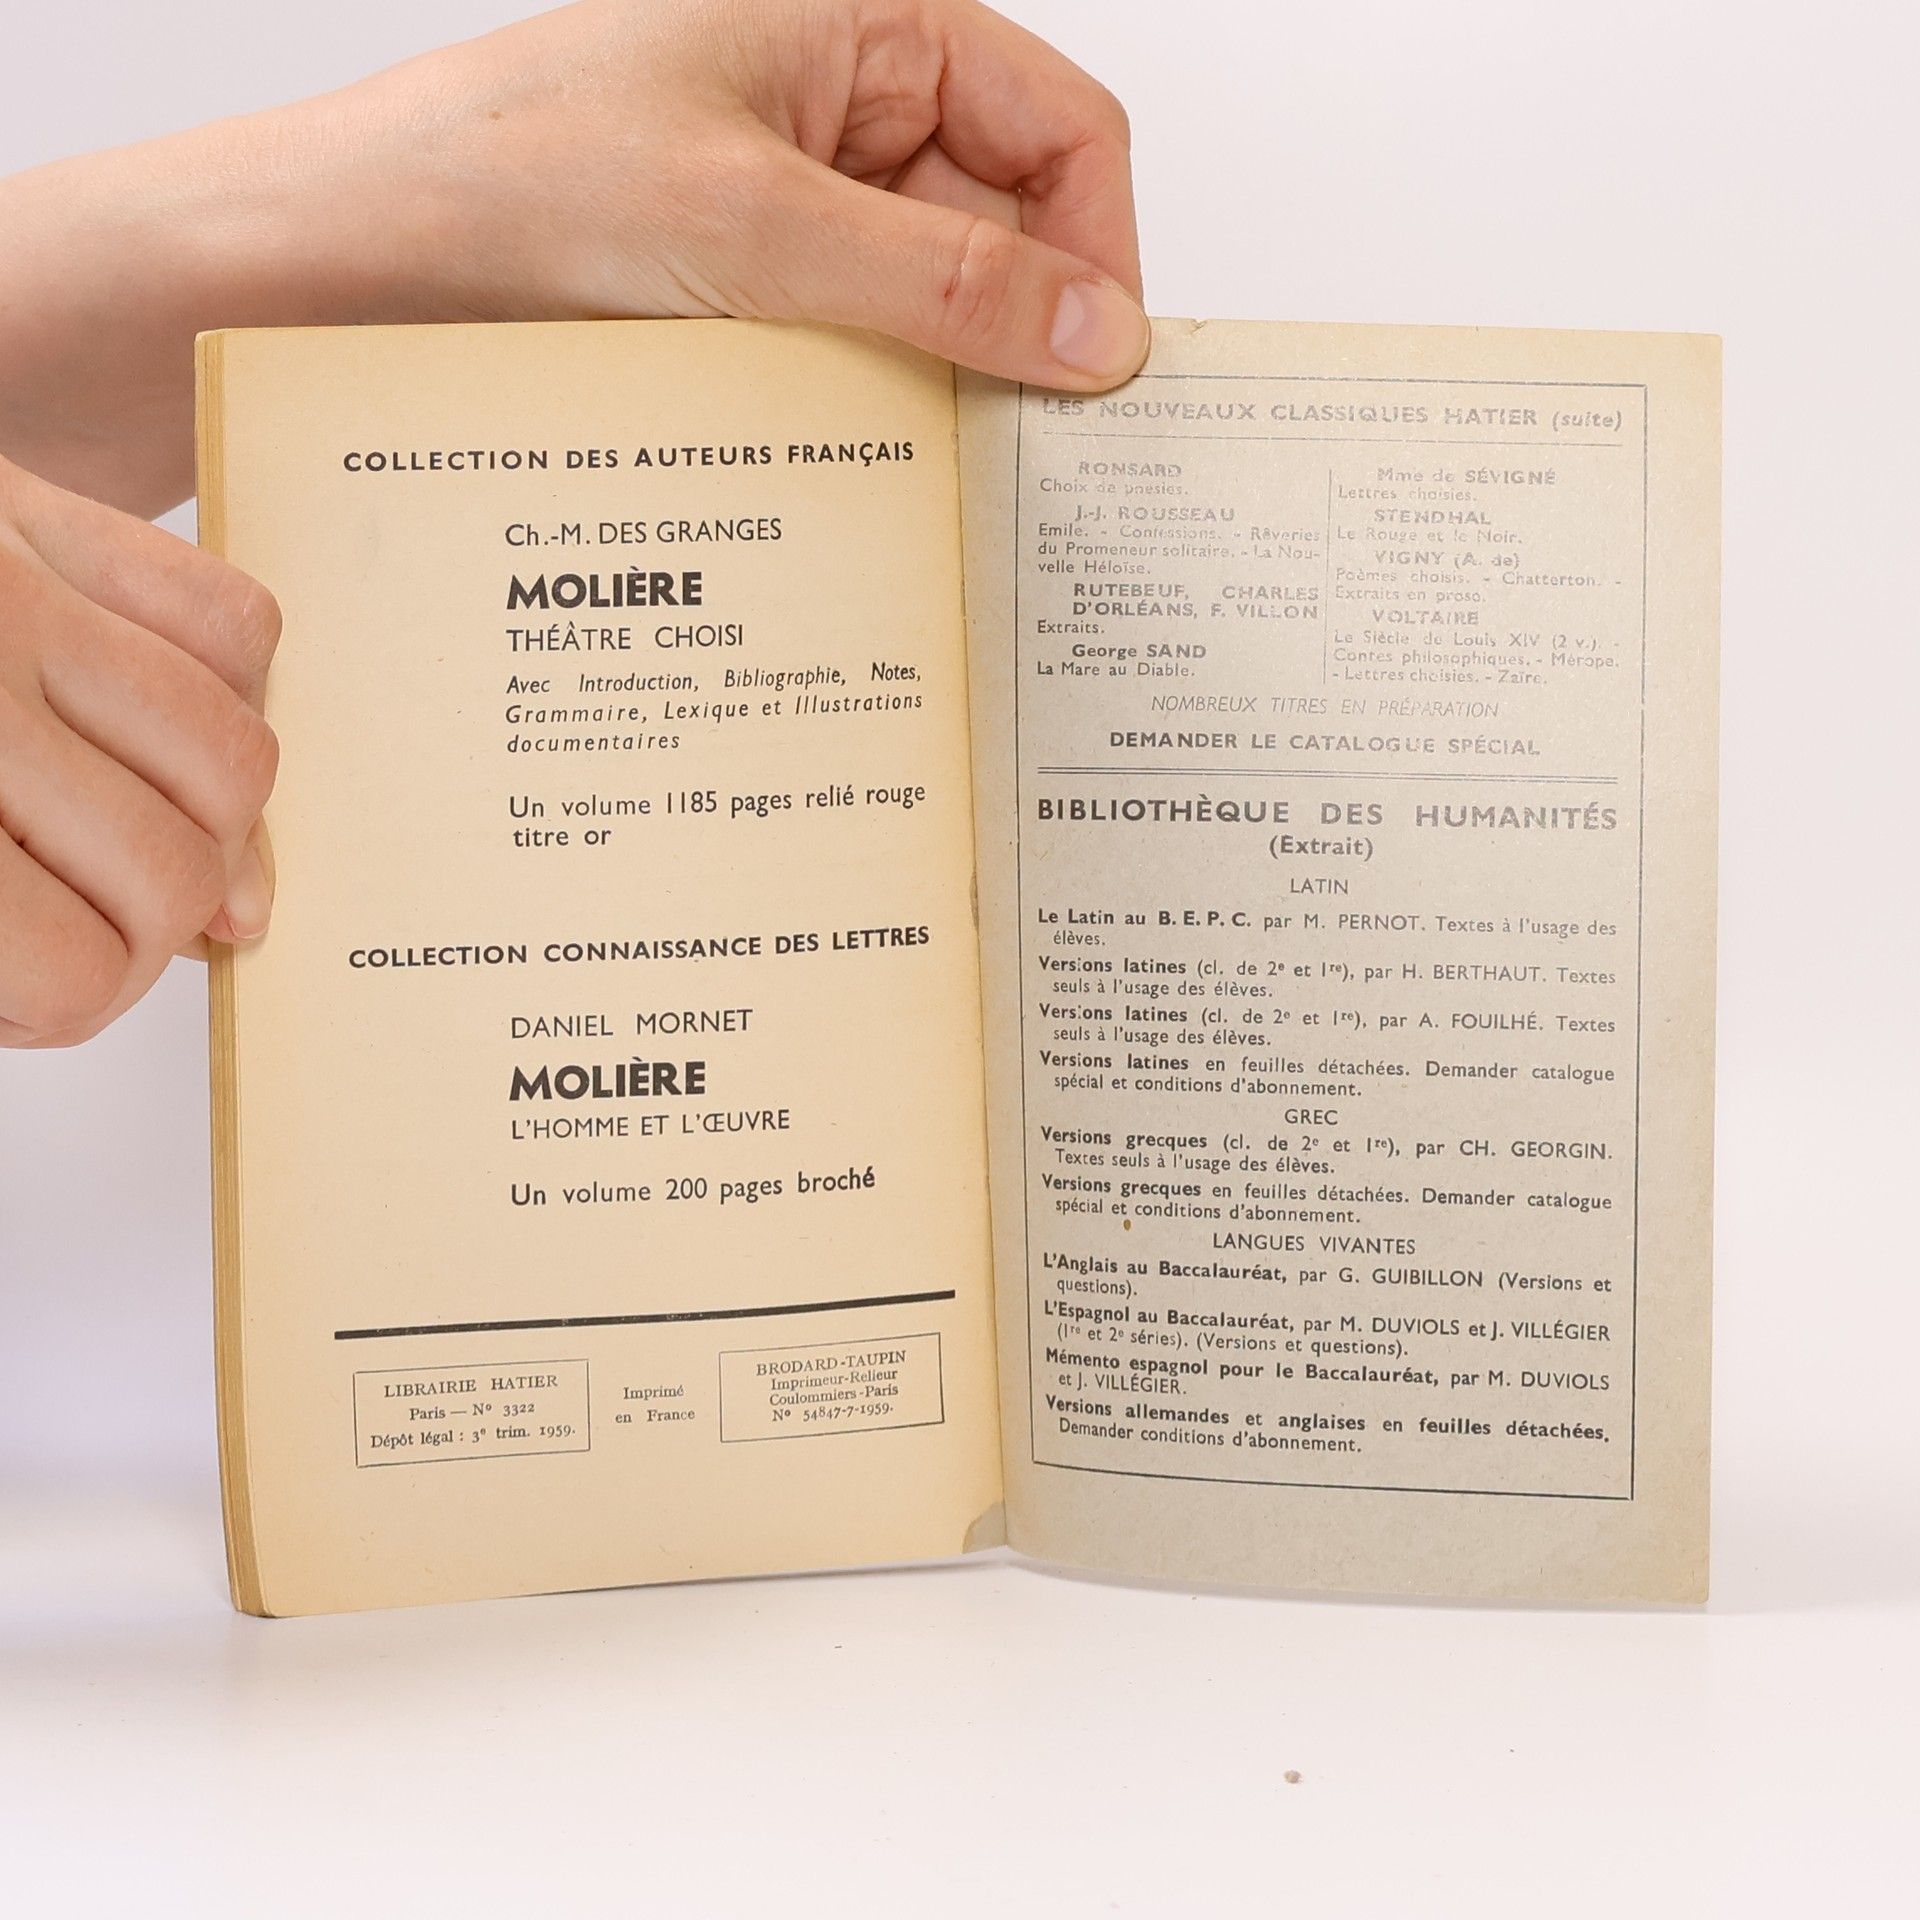 COLLECTION DES AUTEURS FRANÇAIS
Ch.-M. DES GRANGES
MOLIÈRE
THÉÂTRE CHOISI
Avec Introduction, Bibliographie, Notes,
Grammaire, Lexique et Illustrations
documentaires
Un volume 1185 pages relié rouge
titre or
COLLECTION CONNAISSANCE DES LETTRES
DANIEL MORNET
MOLIÈRE
L'HOMME ET L'ŒUVRE
Un volume 200 pages broché
LIBRAIRIE HATIER
Paris — Nº 3322
Dépôt légal : 3e trim. 1959.
Imprimé
en France
BRODARD-TAUPIN
Imprimeur-Relieur
Coulommiers-Paris
Nº 54847-7-1959.
LES NOUVEAUX CLASSIQUES HATIER (suite)
RONSARD
Choix de poésies.
J.-J. ROUSSEAU
Emile. - Confessions. - Rêveries
du Promeneur solitaire. - La Nou-
velle Héloïse.
RUTEBEUF, CHARLES
D'ORLÉANS, F. VILLON
Extraits.
George SAND
La Mare au Diable.
Mme de SÉVIGNÉ
Lettres choisies.
STENDHAL
Le Rouge et le Noir.
VIGNY (A. de)
Poèmes choisis. - Chatterton. -
Extraits en prose.
VOLTAIRE
Le Siècle de Louis XIV (2 v.). -
Contes philosophiques. - Mérope.
- Lettres choisies. - Zaïre.
NOMBREUX TITRES EN PRÉPARATION
DEMANDER LE CATALOGUE SPÉCIAL
BIBLIOTHÈQUE DES HUMANITÉS
(Extrait)
LATIN
Le Latin au B. E. P. C. par M. PERNOT. Textes à l'usage des
élèves.
Versions latines (cl. de 2e et 1re), par H. BERTHAUT. Textes
seuls à l'usage des élèves.
Versions latines (cl. de 2e et 1re), par A. FOUILHÉ. Textes
seuls à l'usage des élèves.
Versions latines en feuilles détachées. Demander catalogue
spécial et conditions d'abonnement.
GREC
Versions grecques (cl. de 2e et 1re), par CH. GEORGIN.
Textes seuls à l'usage des élèves.
Versions grecques en feuilles détachées. Demander catalogue
spécial et conditions d'abonnement.
LANGUES VIVANTES
L'Anglais au Baccalauréat, par G. GUIBILLON (Versions et
questions).
L'Espagnol au Baccalauréat, par M. DUVIOLS et J. VILLÉGIER
(1re et 2e séries). (Versions et questions).
Mémento espagnol pour le Baccalauréat, par M. DUVIOLS
et J. VILLÉGIER.
Versions allemandes et anglaises en feuilles détachées.
Demander conditions d'abonnement.